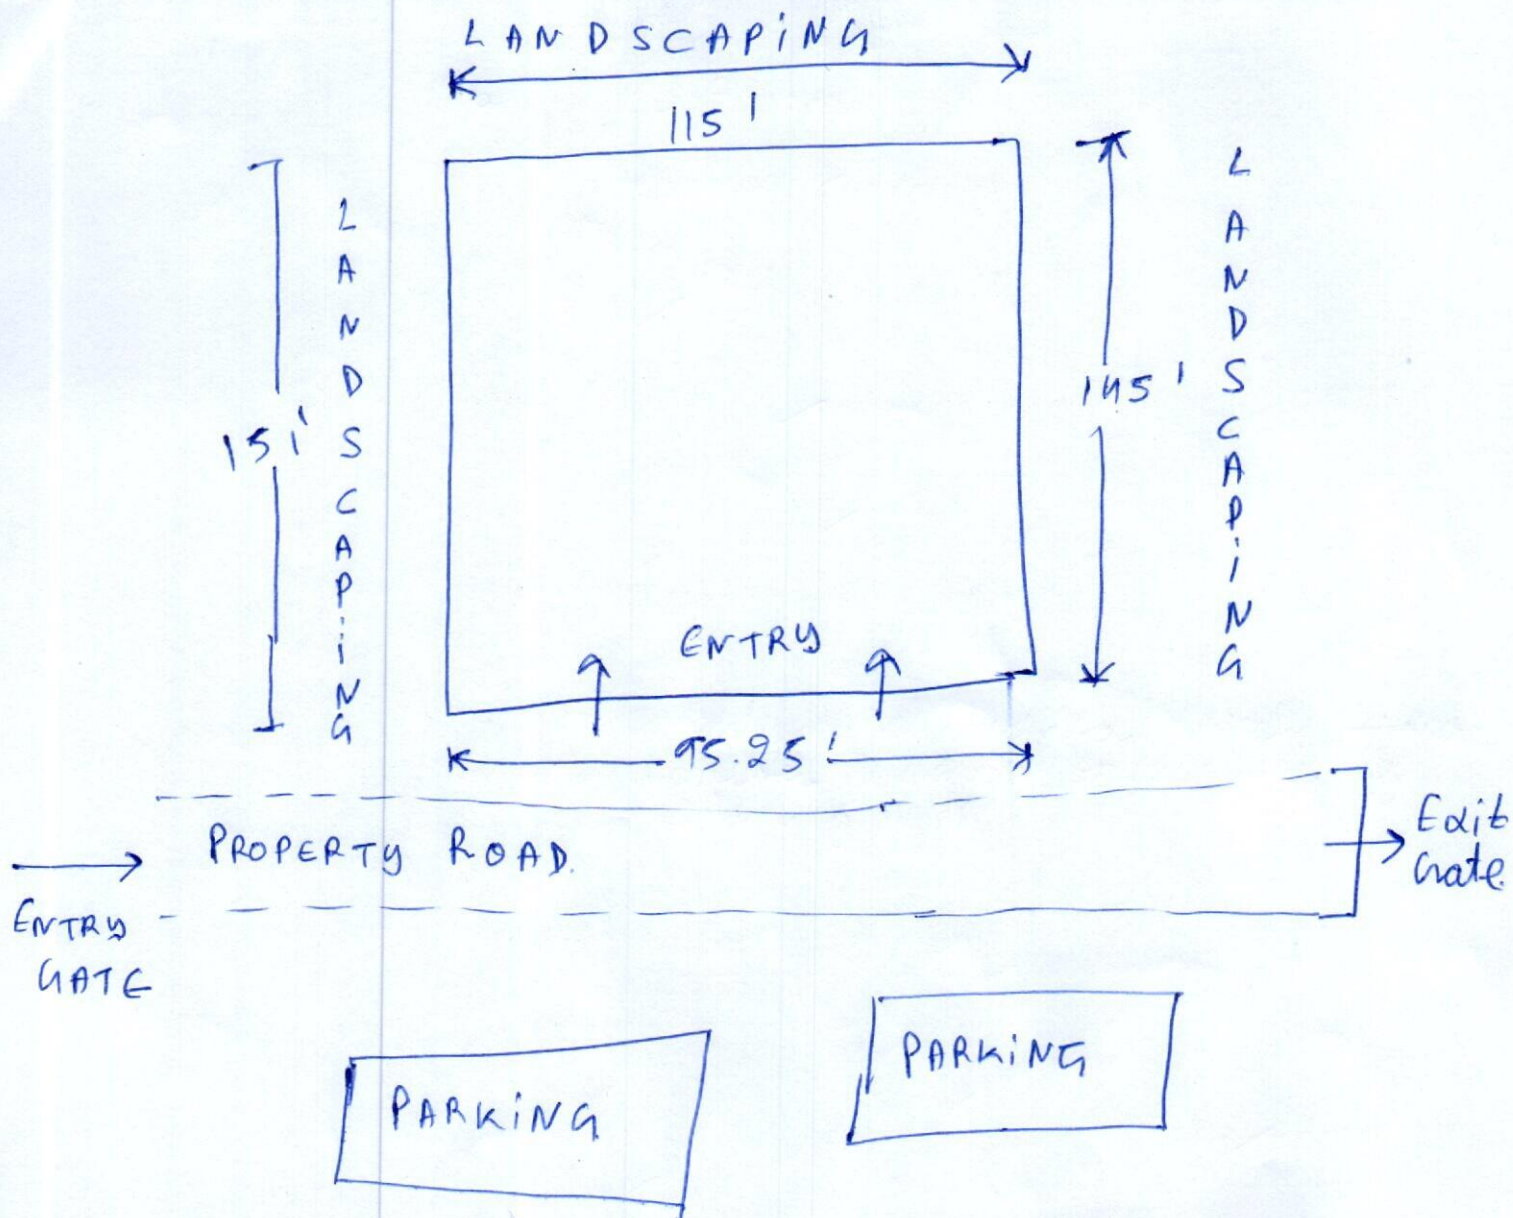 LANDSCAPiNG
115'
LANDSCAPiNG
151'
145'
LANDSCAPiNG
ENTRY
95.25'
PROPERTY ROAD.
Exit
Gate.
ENTRY
GATE
PARKiNG
PARKiNG